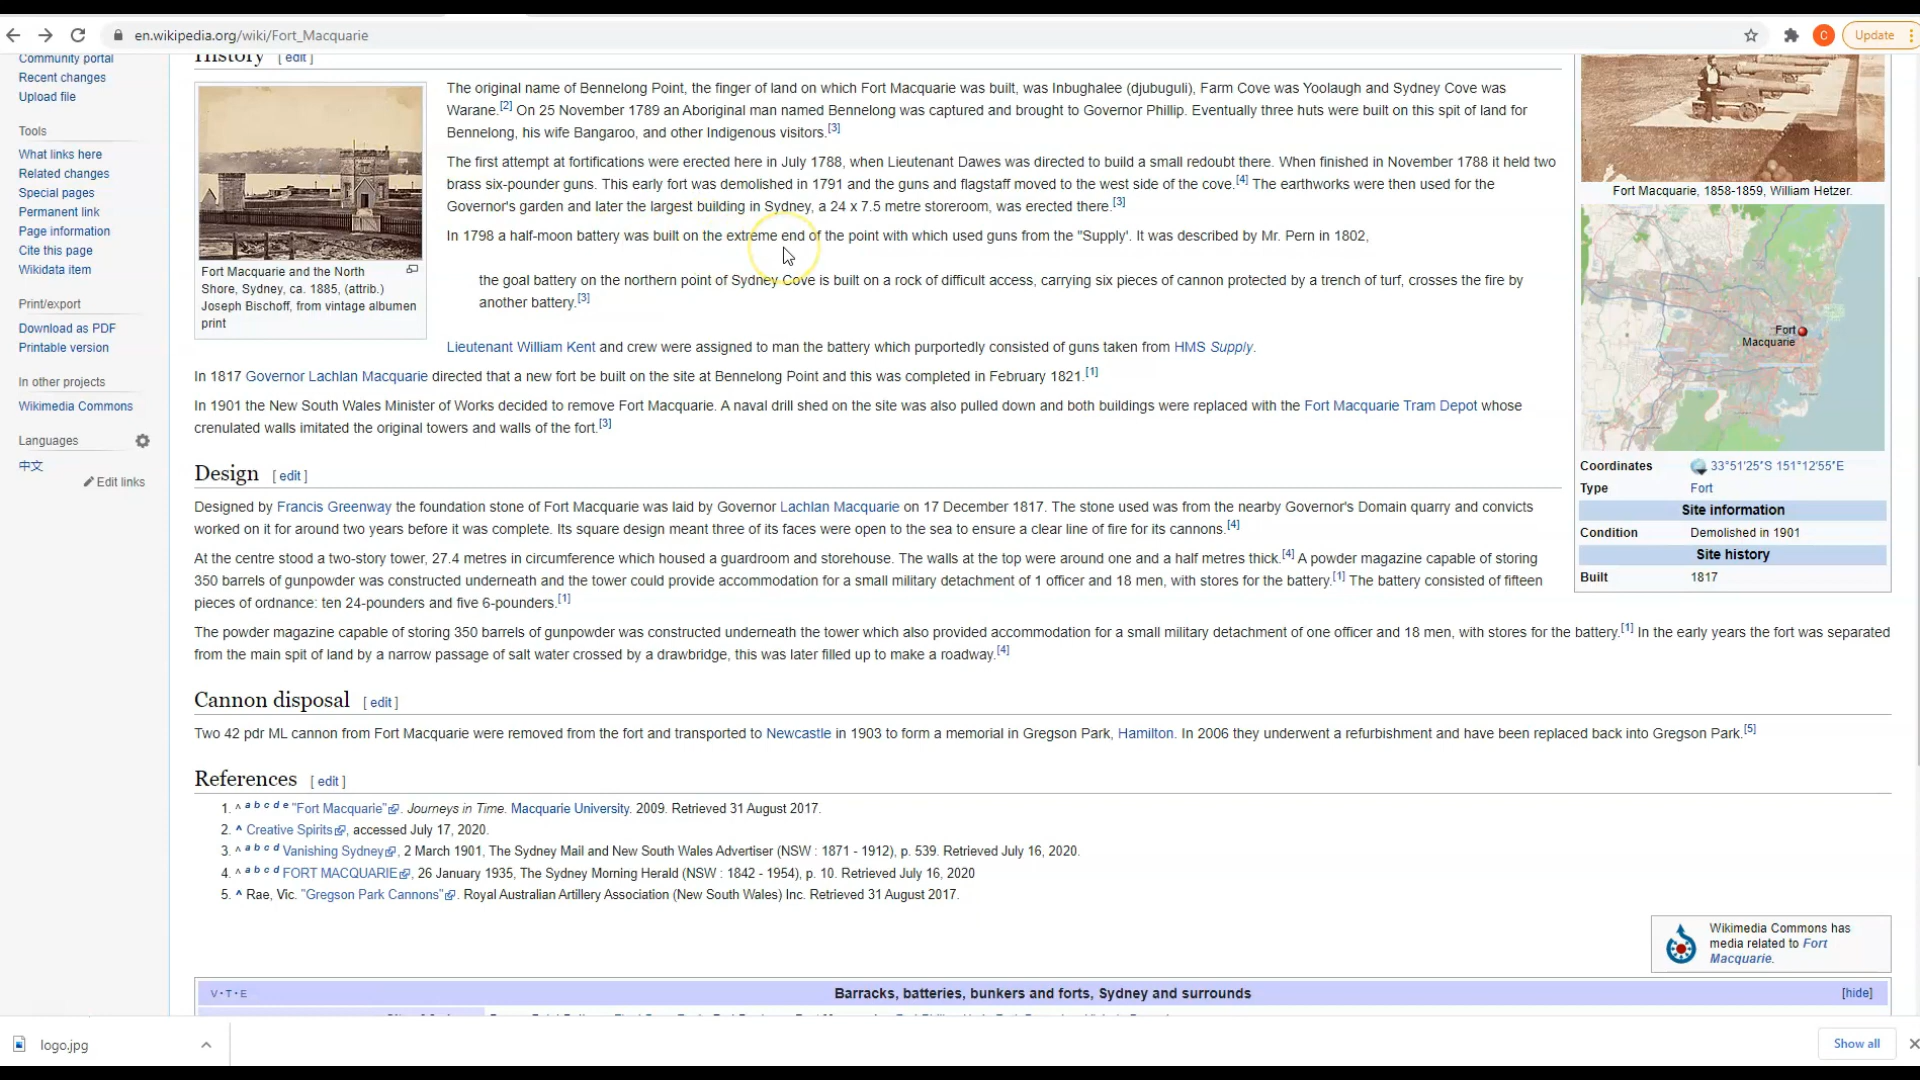 en.wikipedia.org/wiki/Fort_Macquarie
C
Update
Community portal
Recent changes
Upload file
Tools
What links here
Related changes
Special pages
Permanent link
Page information
Cite this page
Wikidata item
Print/export
Download as PDF
Printable version
In other projects
Wikimedia Commons
Languages
中文
Edit links
History [ edit ]
Fort Macquarie and the North
Shore, Sydney, ca. 1885, (attrib.)
Joseph Bischoff, from vintage albumen
print
The original name of Bennelong Point, the finger of land on which Fort Macquarie was built, was Inbughalee (djubuguli), Farm Cove was Yoolaugh and Sydney Cove was
Warane.[2] On 25 November 1789 an Aboriginal man named Bennelong was captured and brought to Governor Phillip. Eventually three huts were built on this spit of land for
Bennelong, his wife Bangaroo, and other Indigenous visitors.[3]
The first attempt at fortifications were erected here in July 1788, when Lieutenant Dawes was directed to build a small redoubt there. When finished in November 1788 it held two
brass six-pounder guns. This early fort was demolished in 1791 and the guns and flagstaff moved to the west side of the cove.[4] The earthworks were then used for the
Governor's garden and later the largest building in Sydney, a 24 x 7.5 metre storeroom, was erected there.[3]
In 1798 a half-moon battery was built on the extreme end of the point with which used guns from the "Supply'. It was described by Mr. Pern in 1802,
the goal battery on the northern point of Sydney Cove is built on a rock of difficult access, carrying six pieces of cannon protected by a trench of turf, crosses the fire by
another battery.[3]
Lieutenant William Kent and crew were assigned to man the battery which purportedly consisted of guns taken from HMS Supply.
In 1817 Governor Lachlan Macquarie directed that a new fort be built on the site at Bennelong Point and this was completed in February 1821.[1]
In 1901 the New South Wales Minister of Works decided to remove Fort Macquarie. A naval drill shed on the site was also pulled down and both buildings were replaced with the Fort Macquarie Tram Depot whose
crenulated walls imitated the original towers and walls of the fort.[3]
Design [ edit ]
Designed by Francis Greenway the foundation stone of Fort Macquarie was laid by Governor Lachlan Macquarie on 17 December 1817. The stone used was from the nearby Governor's Domain quarry and convicts
worked on it for around two years before it was complete. Its square design meant three of its faces were open to the sea to ensure a clear line of fire for its cannons.[4]
At the centre stood a two-story tower, 27.4 metres in circumference which housed a guardroom and storehouse. The walls at the top were around one and a half metres thick.[4] A powder magazine capable of storing
350 barrels of gunpowder was constructed underneath and the tower could provide accommodation for a small military detachment of 1 officer and 18 men, with stores for the battery.[1] The battery consisted of fifteen
pieces of ordnance: ten 24-pounders and five 6-pounders.[1]
The powder magazine capable of storing 350 barrels of gunpowder was constructed underneath the tower which also provided accommodation for a small military detachment of one officer and 18 men, with stores for the battery.[1] In the early years the fort was separated
from the main spit of land by a narrow passage of salt water crossed by a drawbridge, this was later filled up to make a roadway.[4]
Cannon disposal [ edit ]
Two 42 pdr ML cannon from Fort Macquarie were removed from the fort and transported to Newcastle in 1903 to form a memorial in Gregson Park, Hamilton. In 2006 they underwent a refurbishment and have been replaced back into Gregson Park.[5]
References [ edit ]
1. ^ a b c d e "Fort Macquarie". Journeys in Time. Macquarie University. 2009. Retrieved 31 August 2017.
2. ^ Creative Spirits, accessed July 17, 2020.
3. ^ a b c d Vanishing Sydney, 2 March 1901, The Sydney Mail and New South Wales Advertiser (NSW : 1871 - 1912), p. 539. Retrieved July 16, 2020.
4. ^ a b c d FORT MACQUARIE, 26 January 1935, The Sydney Morning Herald (NSW : 1842 - 1954), p. 10. Retrieved July 16, 2020
5. ^ Rae, Vic. "Gregson Park Cannons". Royal Australian Artillery Association (New South Wales) Inc. Retrieved 31 August 2017.
Fort Macquarie, 1858-1859, William Hetzer.
Fort
Macquarie
Coordinates 33°51′25″S 151°12′55″E
Type Fort
Site information
Condition Demolished in 1901
Site history
Built 1817
Wikimedia Commons has
media related to Fort
Macquarie.
V·T·E
Barracks, batteries, bunkers and forts, Sydney and surrounds
[hide]
logo.jpg
Show all